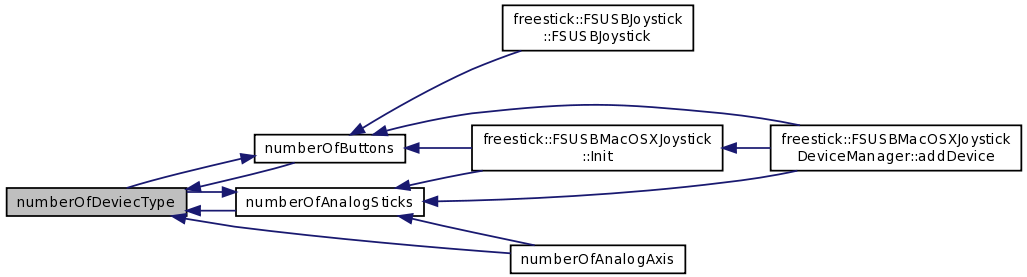 freestick::FSUSBJoystick
::FSUSBJoystick
numberOfButtons
freestick::FSUSBMacOSXJoystick
::Init
freestick::FSUSBMacOSXJoystick
DeviceManager::addDevice
numberOfDeviecType
numberOfAnalogSticks
numberOfAnalogAxis